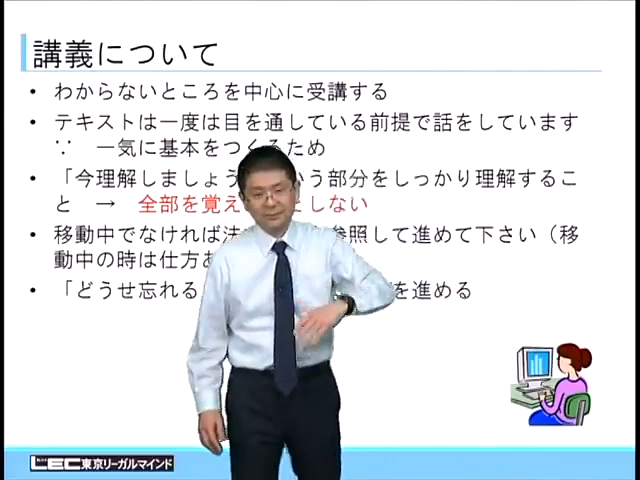 講義について
• わからないところを中心に受講する
• テキストは一度は目を通している前提で話をしています
∵ 一気に基本をつくるため
• 「今理解しましょう いう部分をしっかり理解するこ
と → 全部を覚え としない
• 移動中でなければ法 参照して進めて下さい（移
動中の時は仕方あ
• 「どうせ忘れる を進める
LEC東京リーガルマインド